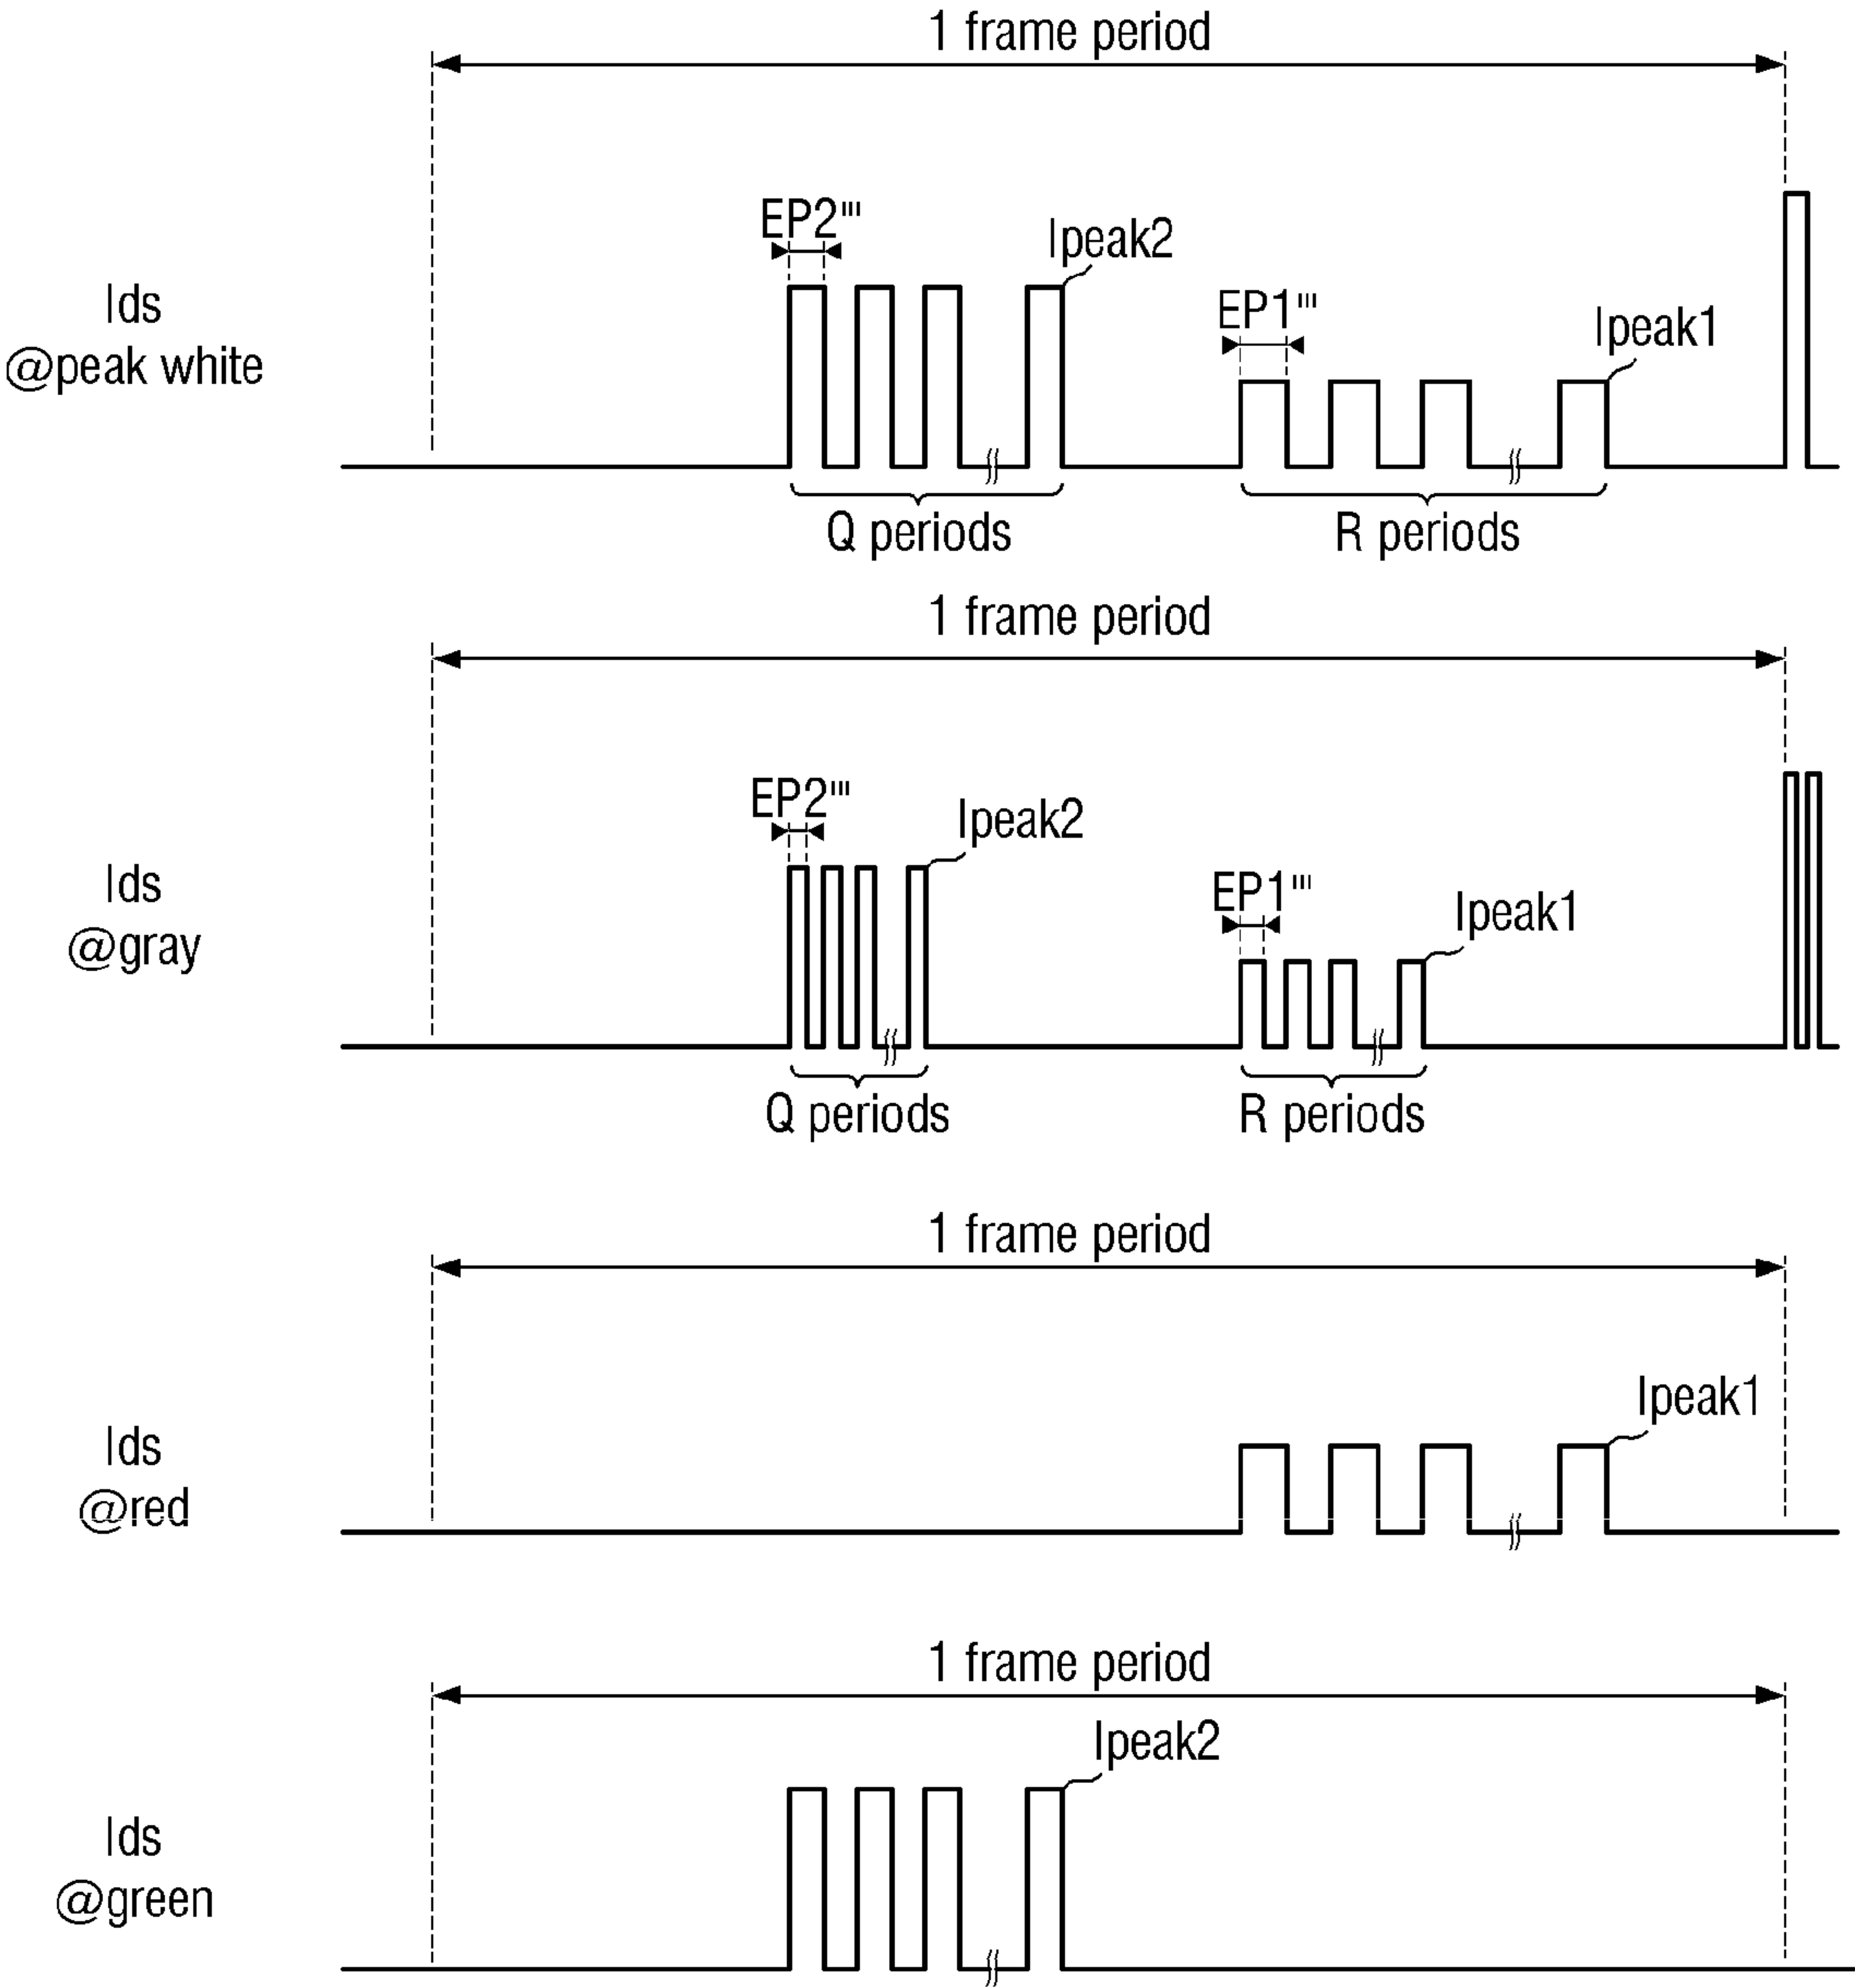 1 frame period
EP2'''
Ipeak2
EP1'''
Ipeak1
Ids
@peak white
Q periods
R periods
1 frame period
EP2'''
Ipeak2
EP1'''
Ipeak1
Ids
@gray
Q periods
R periods
1 frame period
Ipeak1
Ids
@red
1 frame period
Ipeak2
Ids
@green